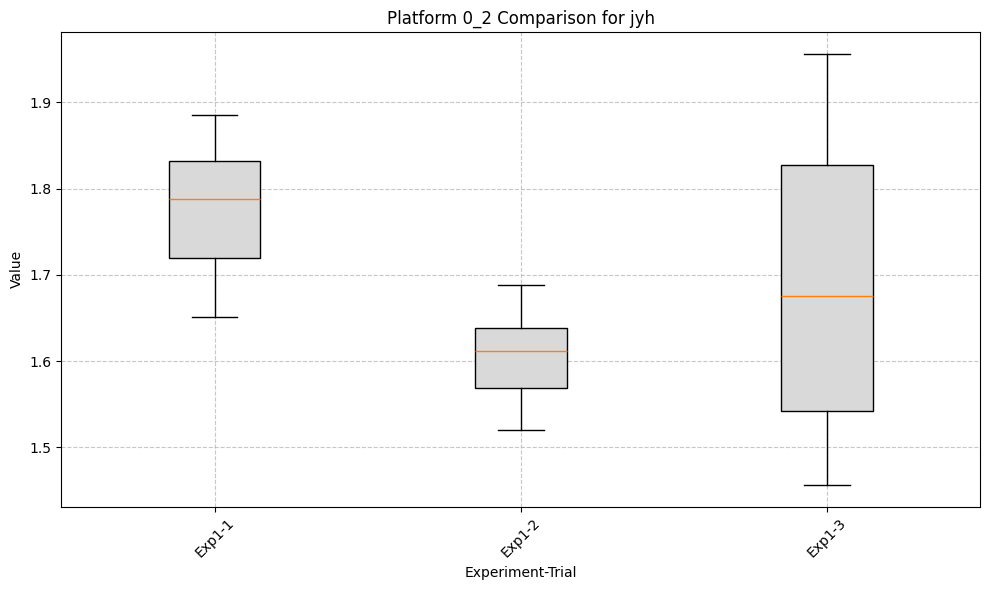 Platform 0_2 Comparison for jyh
Value
1.9
1.8
1.7
1.6
1.5
Exp1-1
Exp1-2
Exp1-3
Experiment-Trial